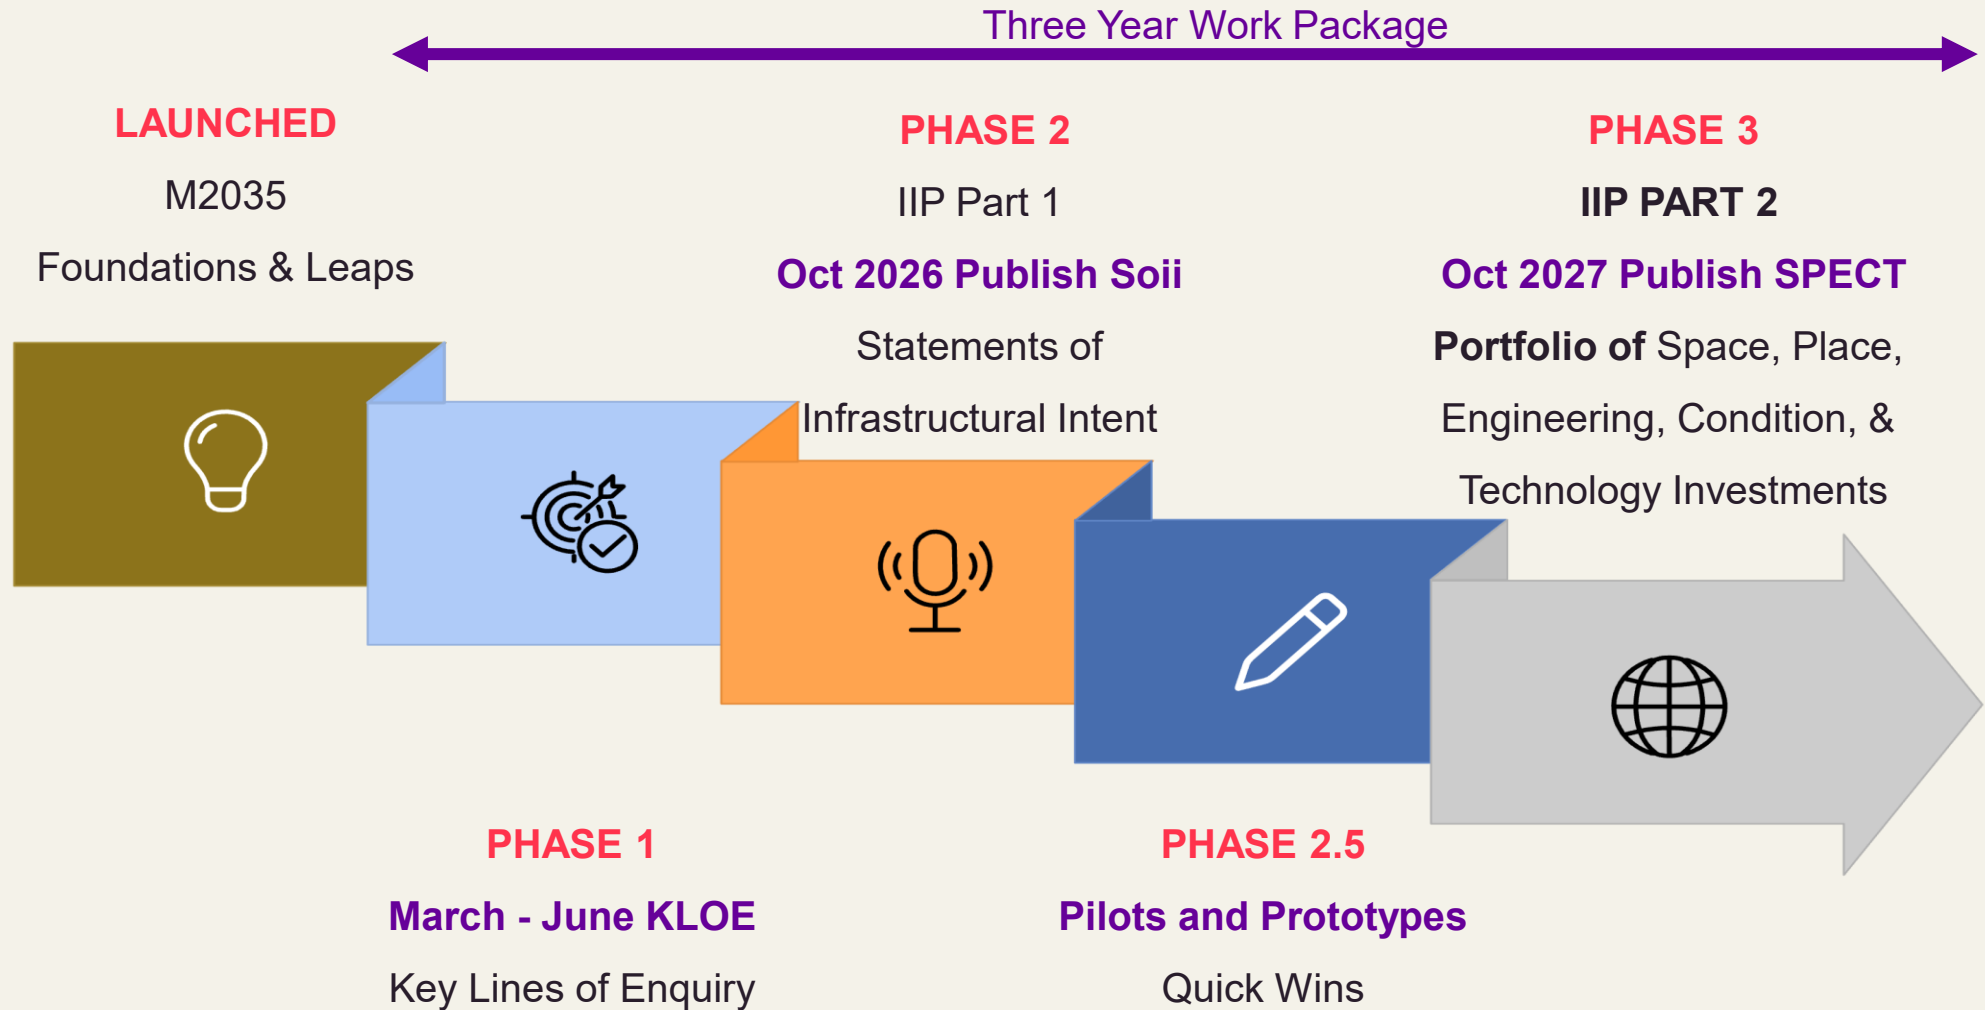 Three Year Work Package
LAUNCHED
M2035
Foundations & Leaps
PHASE 2
IIP Part 1
Oct 2026 Publish Soii
Statements of
Infrastructural Intent
PHASE 3
IIP PART 2
Oct 2027 Publish SPECT
Portfolio of Space, Place,
Engineering, Condition, &
Technology Investments
PHASE 1
March - June KLOE
Key Lines of Enquiry
PHASE 2.5
Pilots and Prototypes
Quick Wins